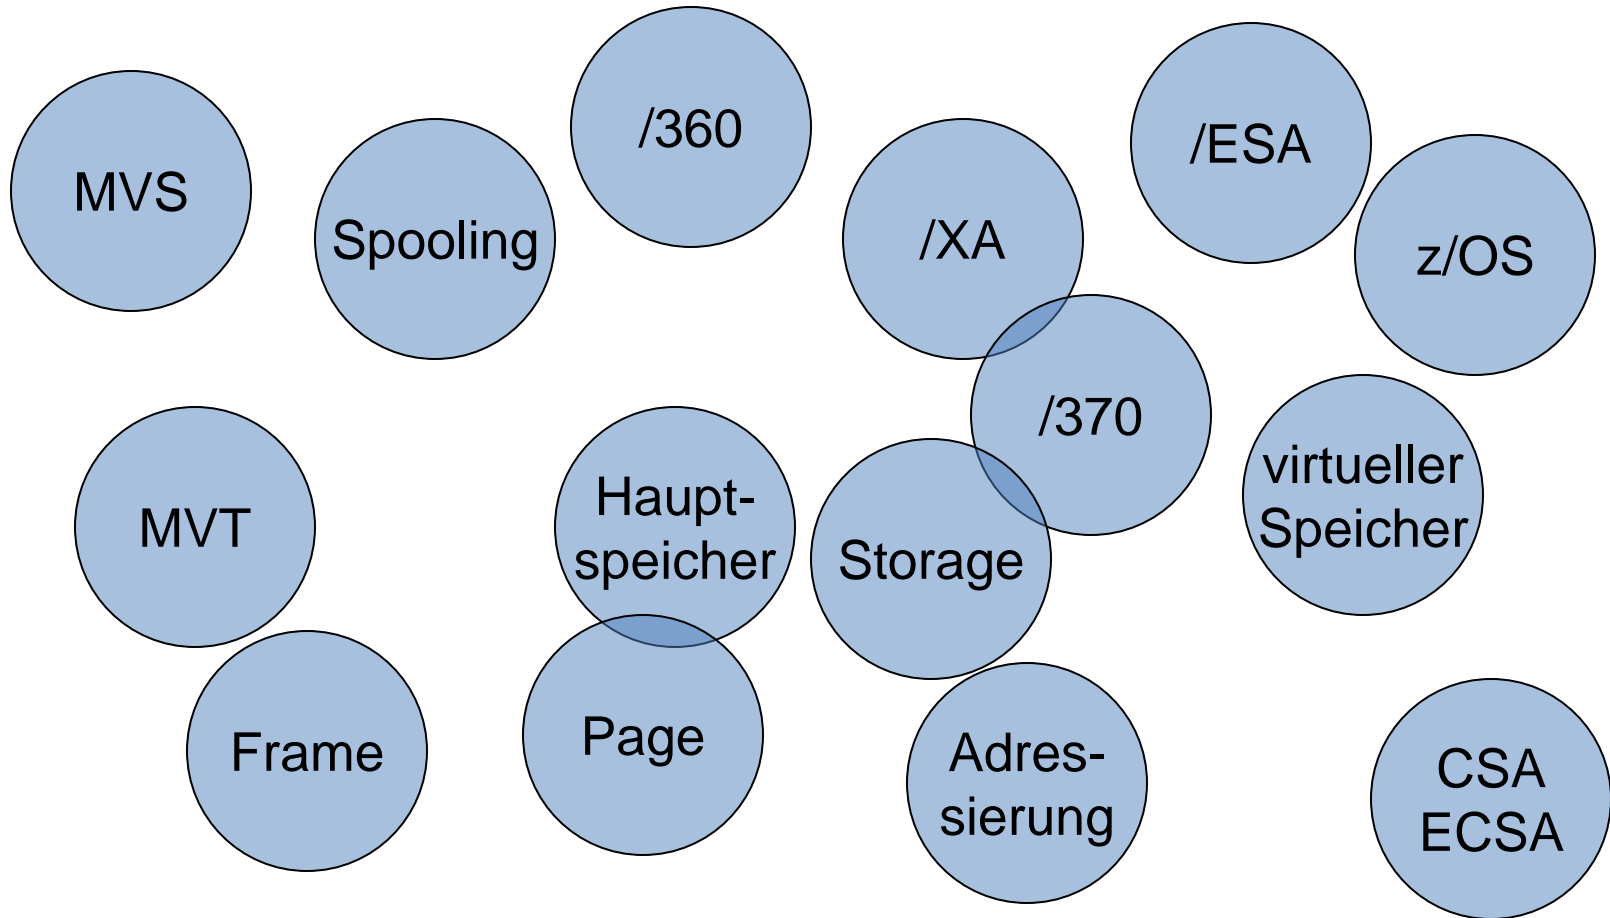 /360
/ESA
MVS
Spooling
/XA
z/OS
/370
virtueller
Speicher
Haupt-
speicher
MVT
Storage
Page
Frame
Adres-
sierung
CSA
ECSA